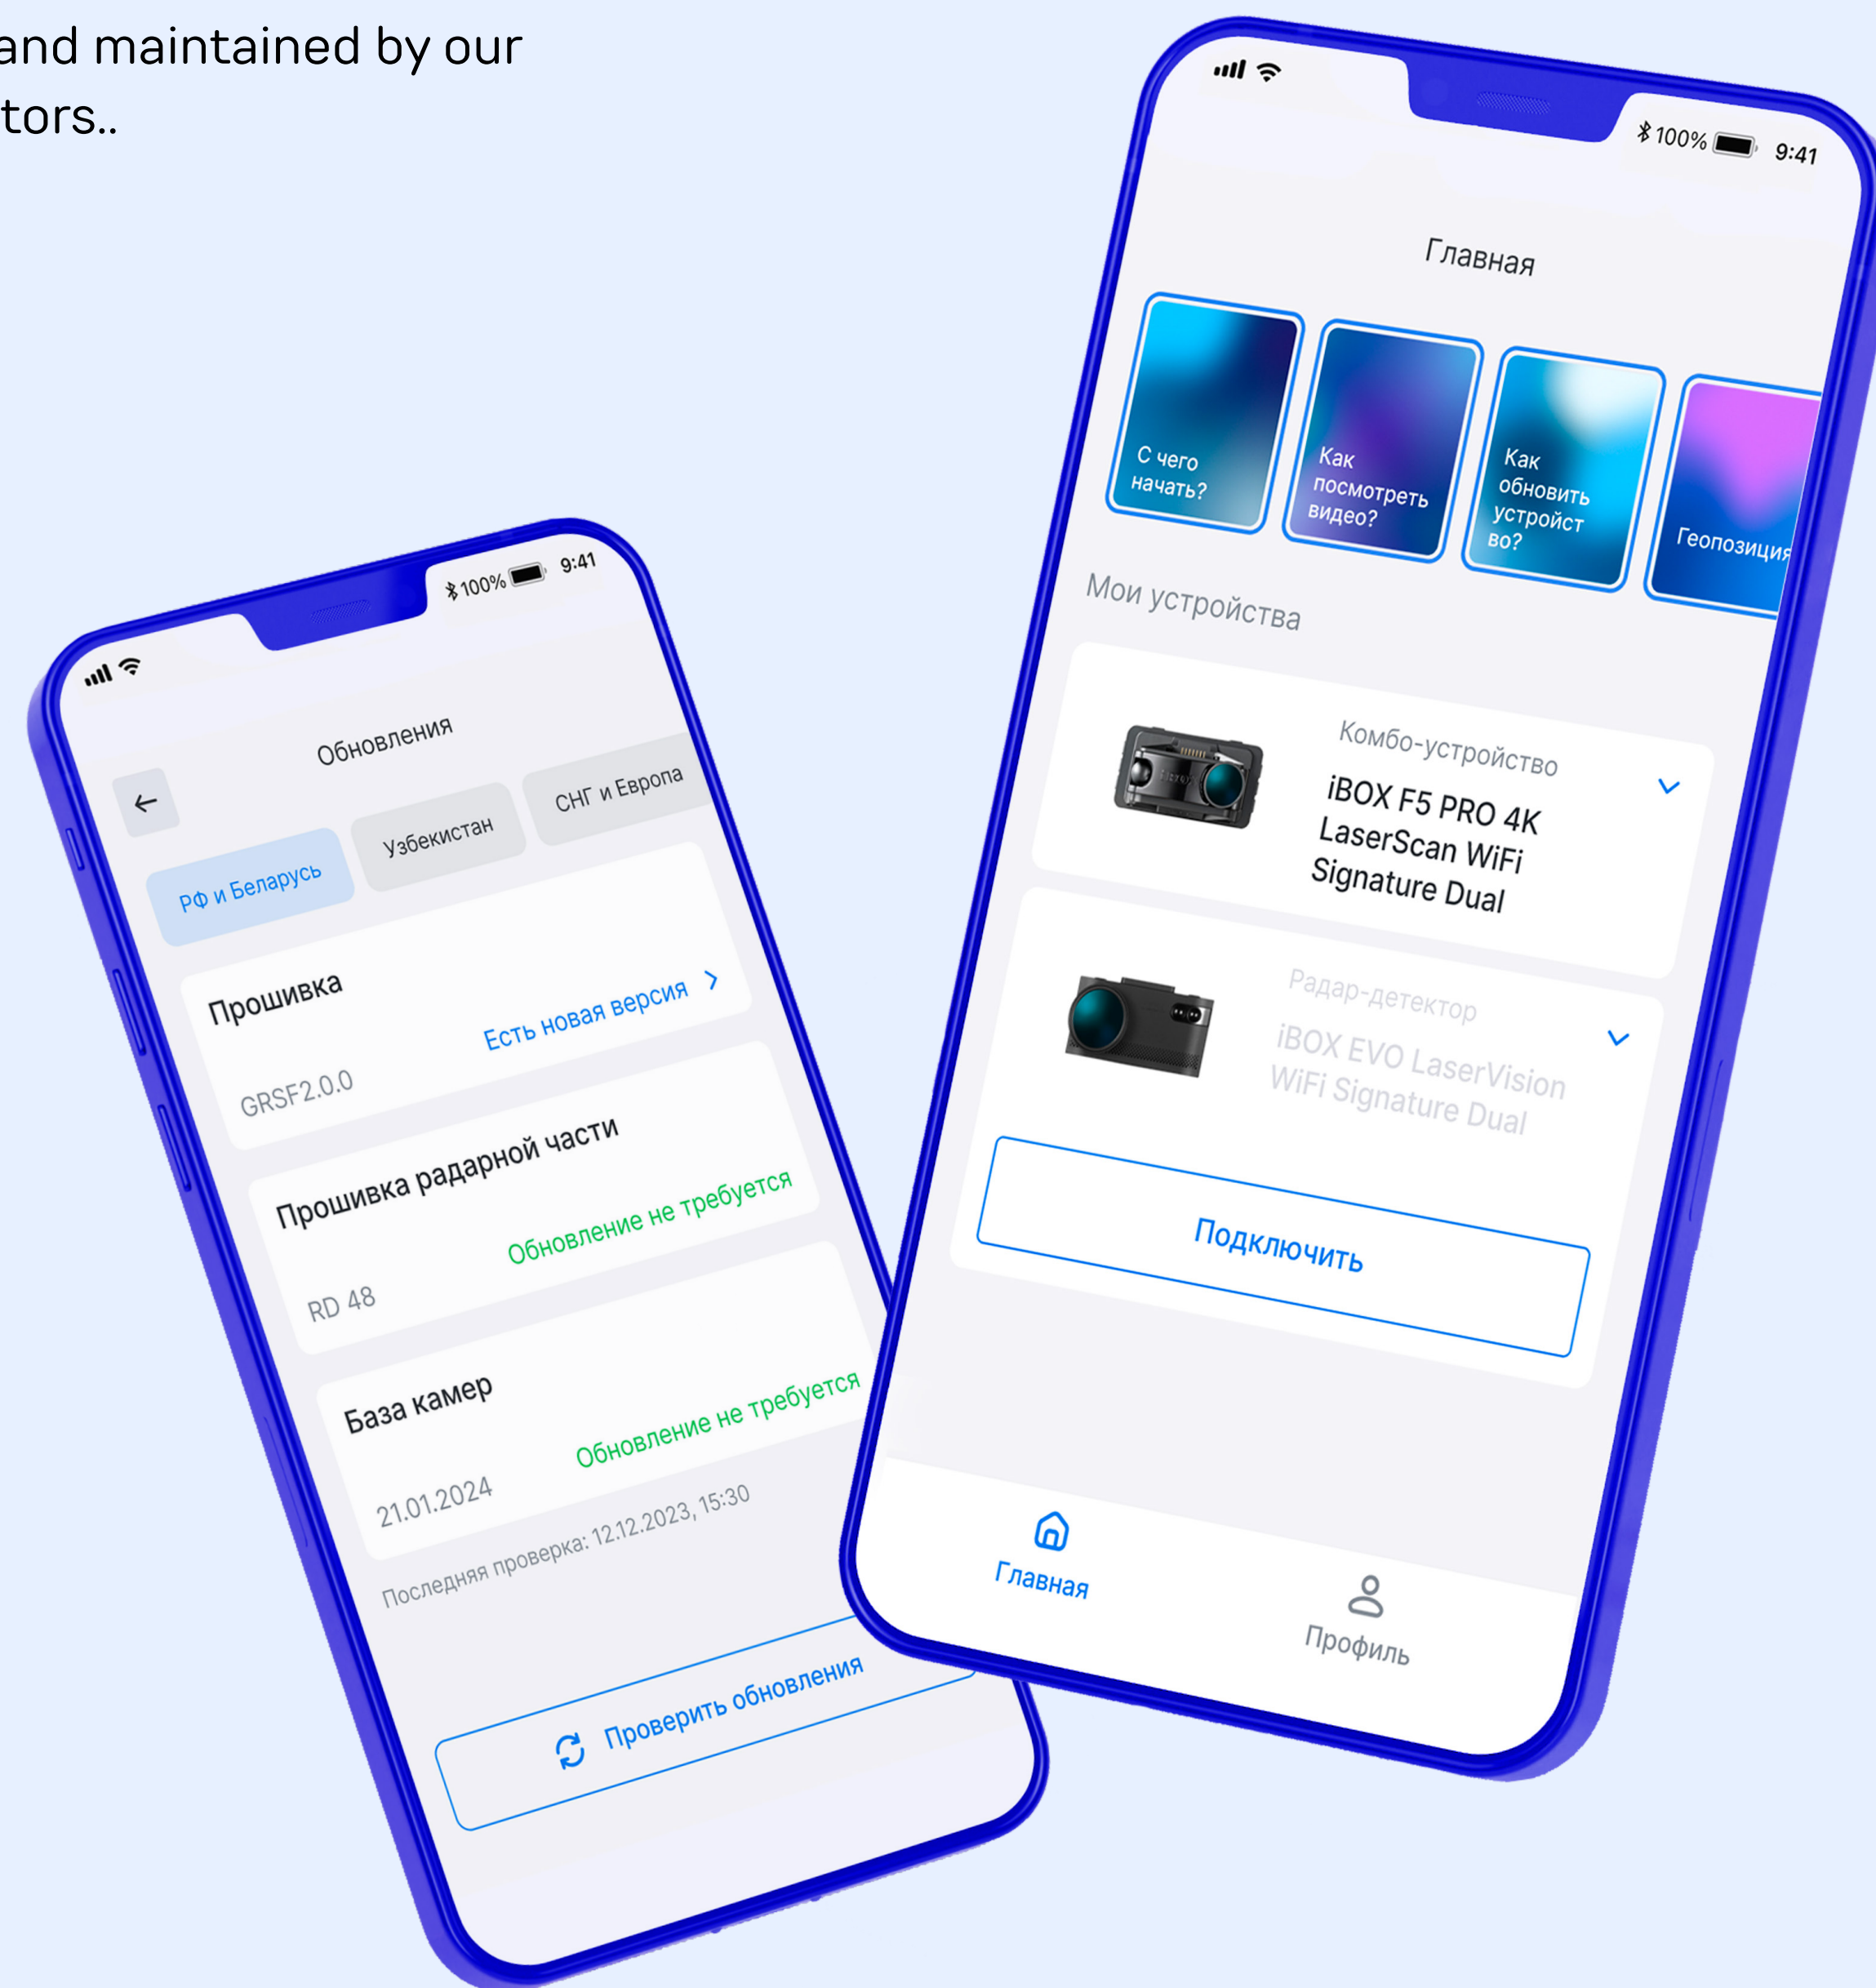 and maintained by our
tors..
100% 9:41
Обновления
РФ и Беларусь
Узбекистан
СНГ и Европа
Прошивка
Есть новая версия
GRSF2.0.0
Прошивка радарной части
Обновление не требуется
RD 48
База камер
Обновление не требуется
21.01.2024
Последняя проверка: 12.12.2023, 15:30
Проверить обновления
100% 9:41
Главная
С чего
начать?
Как
посмотреть
видео?
Как
обновить
устройст
во?
Геопозиция
Мои устройства
Комбо-устройство
iBOX F5 PRO 4K
LaserScan WiFi
Signature Dual
Радар-детектор
iBOX EVO LaserVision
WiFi Signature Dual
Подключить
Главная
Профиль